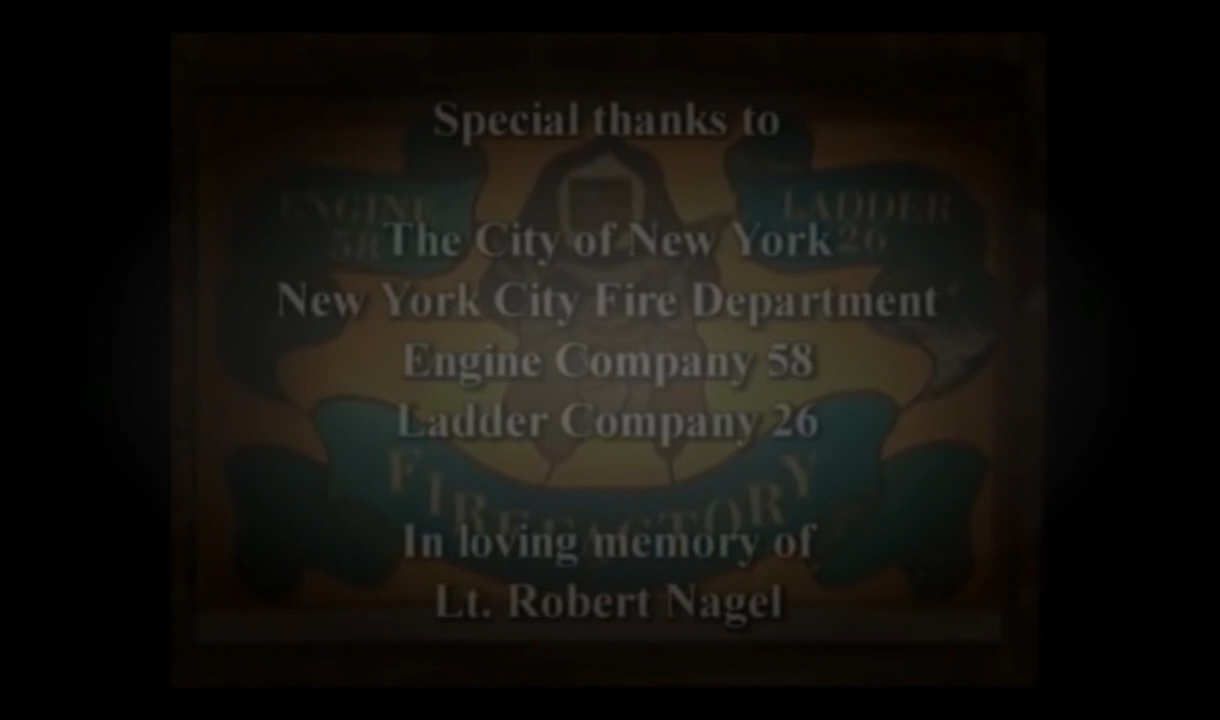 Special thanks to
ENGINE
58
LADDER
26
The City of New York
New York City Fire Department
Engine Company 58
Ladder Company 26
FIRE FACTORY
In loving memory of
Lt. Robert Nagel